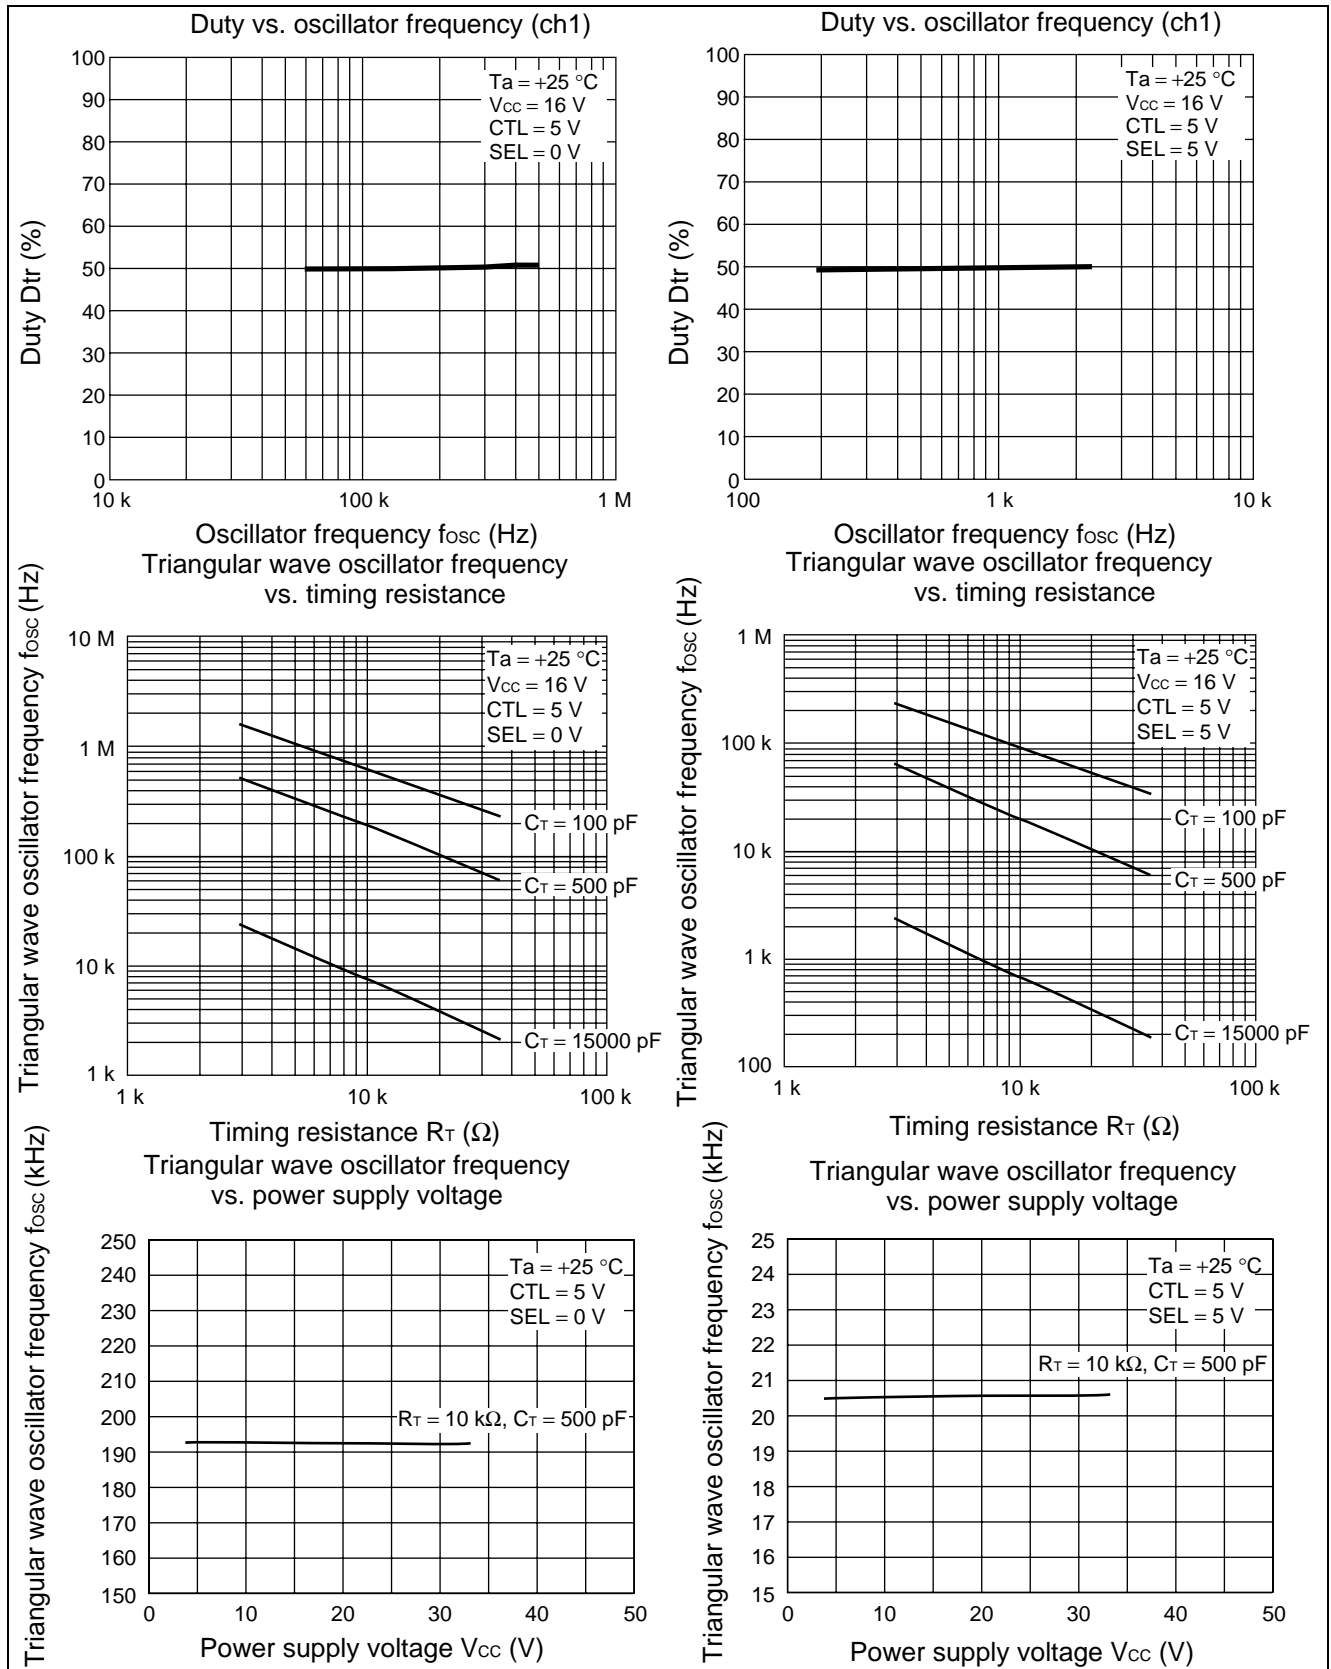 Duty vs. oscillator frequency (ch1)
Duty Dtr (%)
100
90
80
70
60
50
40
30
20
10
0
Ta = +25 °C
VCC = 16 V
CTL = 5 V
SEL = 0 V
10 k
100 k
1 M
Oscillator frequency fOSC (Hz)
Duty vs. oscillator frequency (ch1)
Duty Dtr (%)
100
90
80
70
60
50
40
30
20
10
0
Ta = +25 °C
VCC = 16 V
CTL = 5 V
SEL = 5 V
100
1 k
10 k
Oscillator frequency fOSC (Hz)
Triangular wave oscillator frequency
vs. timing resistance
Triangular wave oscillator frequency fOSC (Hz)
10 M
1 M
100 k
10 k
1 k
Ta = +25 °C
VCC = 16 V
CTL = 5 V
SEL = 0 V
CT = 100 pF
CT = 500 pF
CT = 15000 pF
1 k
10 k
100 k
Timing resistance RT (Ω)
Triangular wave oscillator frequency
vs. timing resistance
Triangular wave oscillator frequency fOSC (Hz)
1 M
100 k
10 k
1 k
100
Ta = +25 °C
VCC = 16 V
CTL = 5 V
SEL = 5 V
CT = 100 pF
CT = 500 pF
CT = 15000 pF
1 k
10 k
100 k
Timing resistance RT (Ω)
Triangular wave oscillator frequency
vs. power supply voltage
Triangular wave oscillator frequency fOSC (kHz)
250
240
230
220
210
200
190
180
170
160
150
Ta = +25 °C
CTL = 5 V
SEL = 0 V
RT = 10 kΩ, CT = 500 pF
0
10
20
30
40
50
Power supply voltage VCC (V)
Triangular wave oscillator frequency
vs. power supply voltage
Triangular wave oscillator frequency fOSC (kHz)
25
24
23
22
21
20
19
18
17
16
15
Ta = +25 °C
CTL = 5 V
SEL = 5 V
RT = 10 kΩ, CT = 500 pF
0
10
20
30
40
50
Power supply voltage VCC (V)